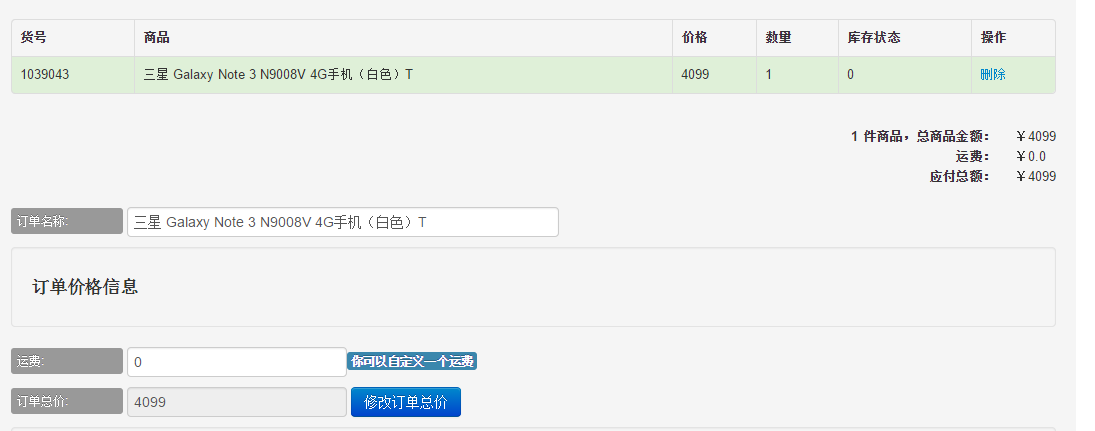 货号 商品 价格 数量 库存状态 操作
1039043 三星 Galaxy Note 3 N9008V 4G手机（白色）T 4099 1 0 删除
1 件商品，总商品金额： ￥4099
运费： ￥0.0
应付总额： ￥4099
订单名称: 三星 Galaxy Note 3 N9008V 4G手机（白色）T
订单价格信息
运费: 0 你可以自定义一个运费
订单总价: 4099 修改订单总价